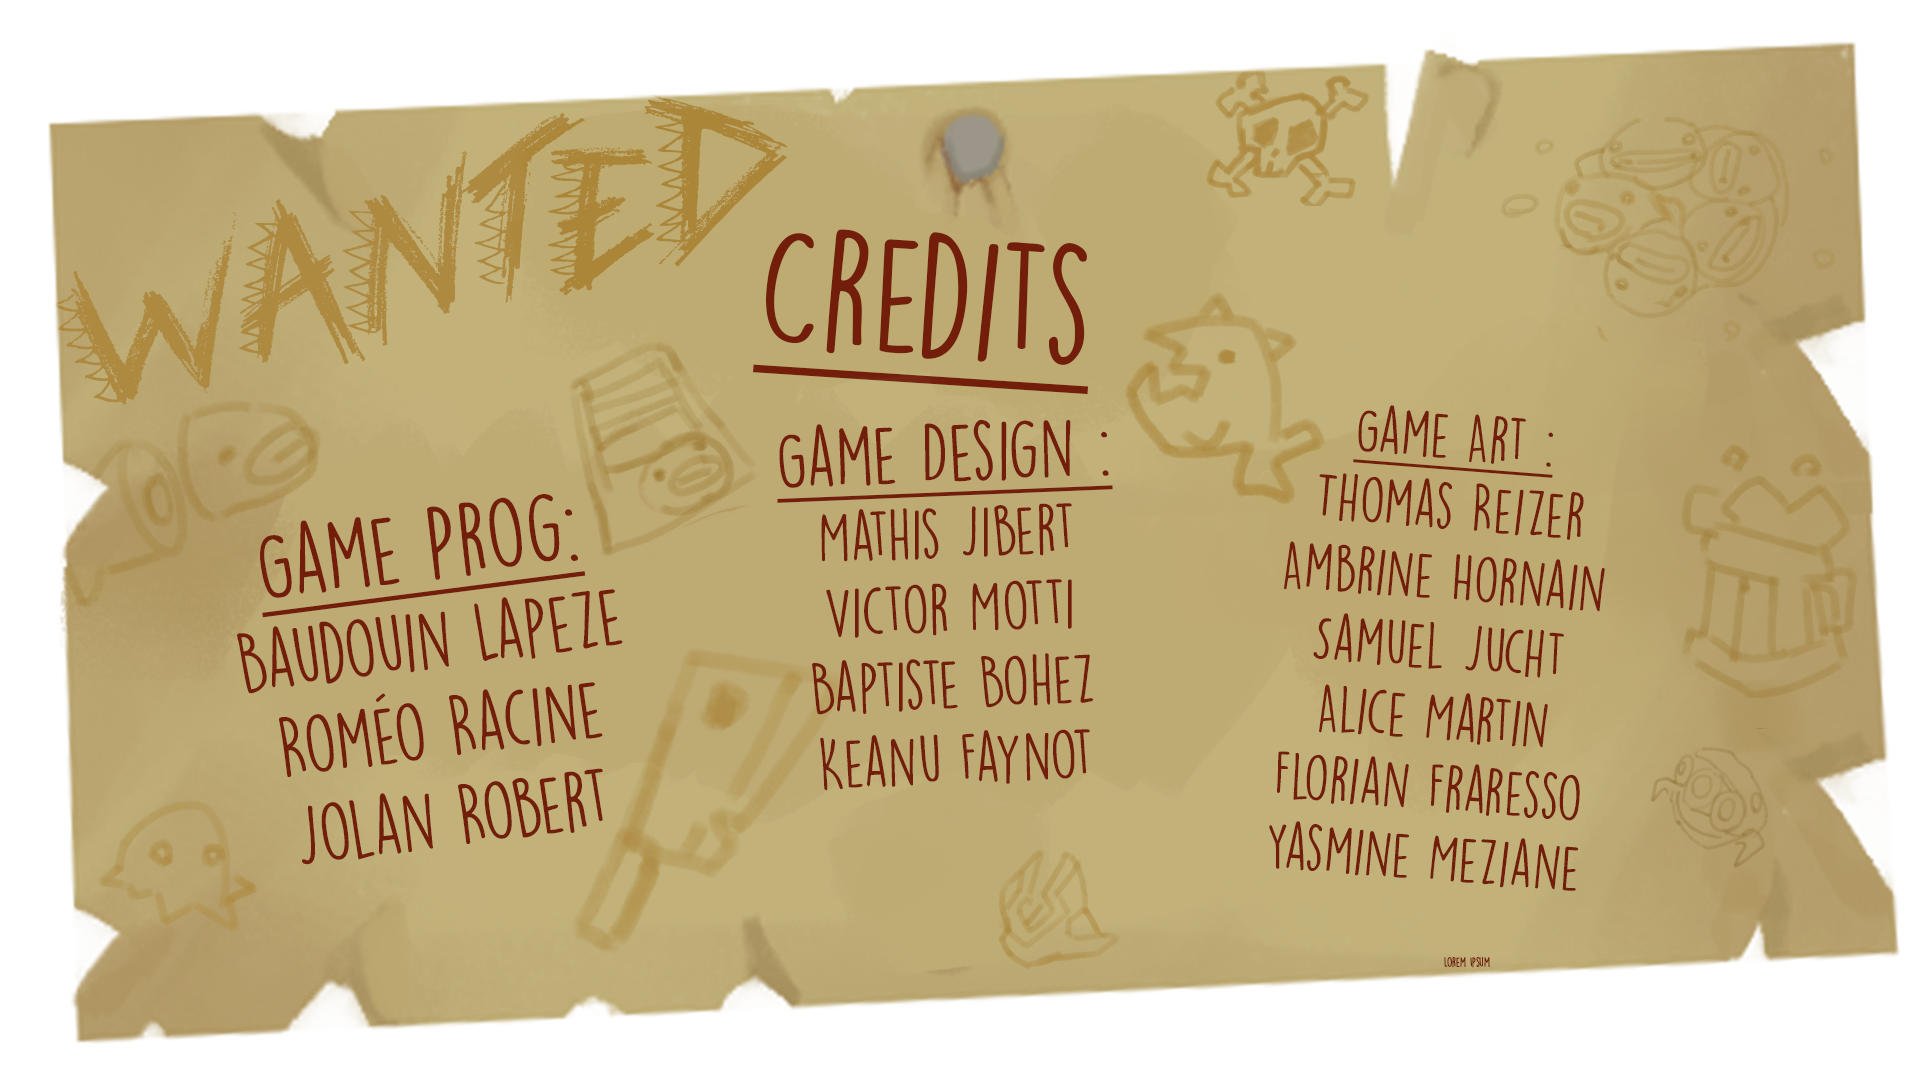 WANTED
CREDITS
GAME PROG:
BAUDOUIN LAPEZE
ROMÉO RACINE
JOLAN ROBERT
GAME DESIGN :
MATHIS JIBERT
VICTOR MOTTI
BAPTISTE BOHEZ
KEANU FAYNOT
GAME ART :
THOMAS REIZER
AMBRINE HORNAIN
SAMUEL JUCHT
ALICE MARTIN
FLORIAN FRARESSO
YASMINE MEZIANE
LOREM IPSUM